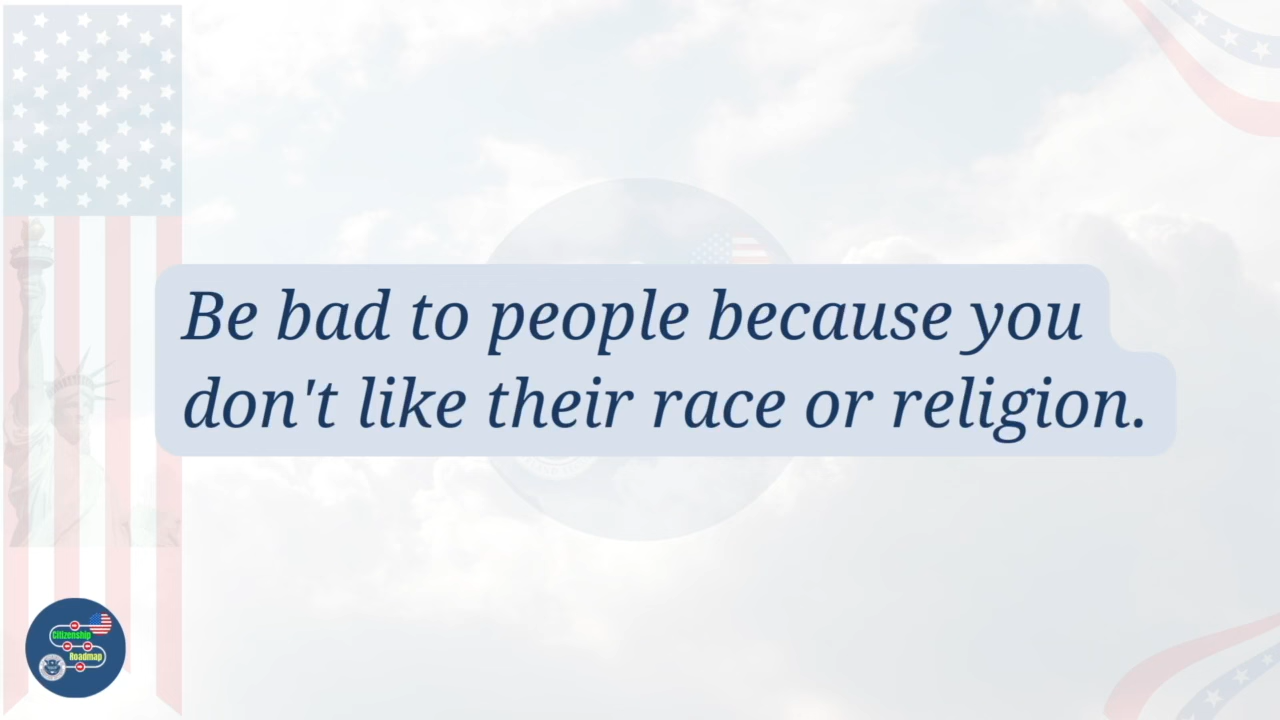 Be bad to people because you
don't like their race or religion.
Citizenship
Roadmap